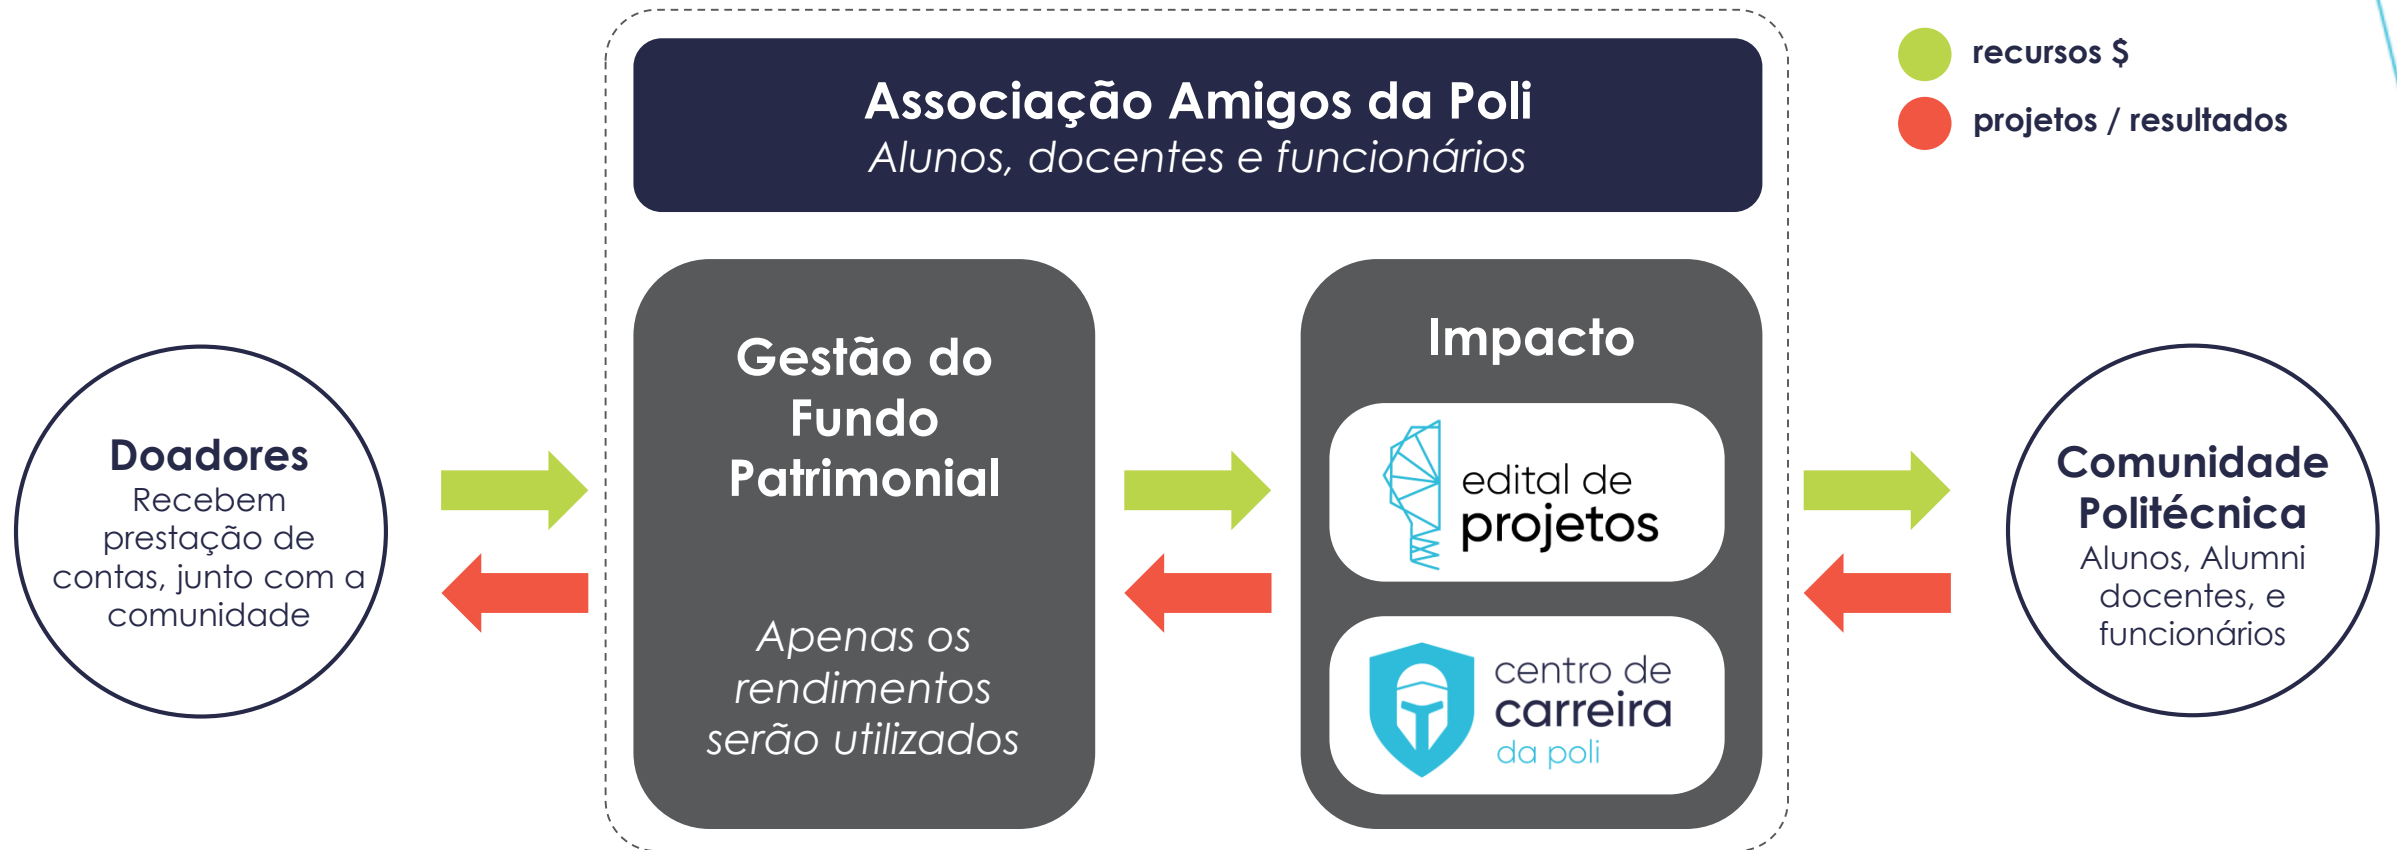 Associação Amigos da Poli
Alunos, docentes e funcionários
recursos $
projetos / resultados
Doadores
Recebem
prestação de
contas, junto com a
comunidade
Gestão do
Fundo
Patrimonial
Apenas os
rendimentos
serão utilizados
Impacto
edital de
projetos
centro de
carreira
da poli
Comunidade
Politécnica
Alunos, Alumni
docentes, e
funcionários